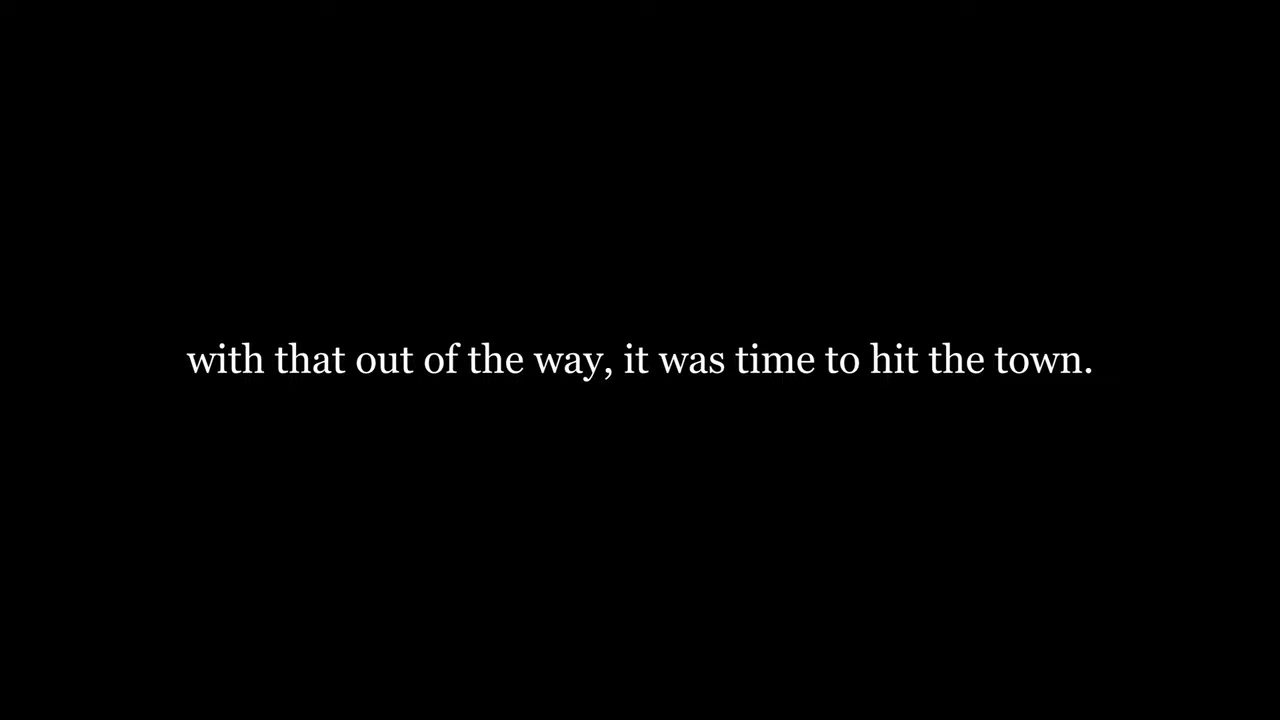 with that out of the way, it was time to hit the town.